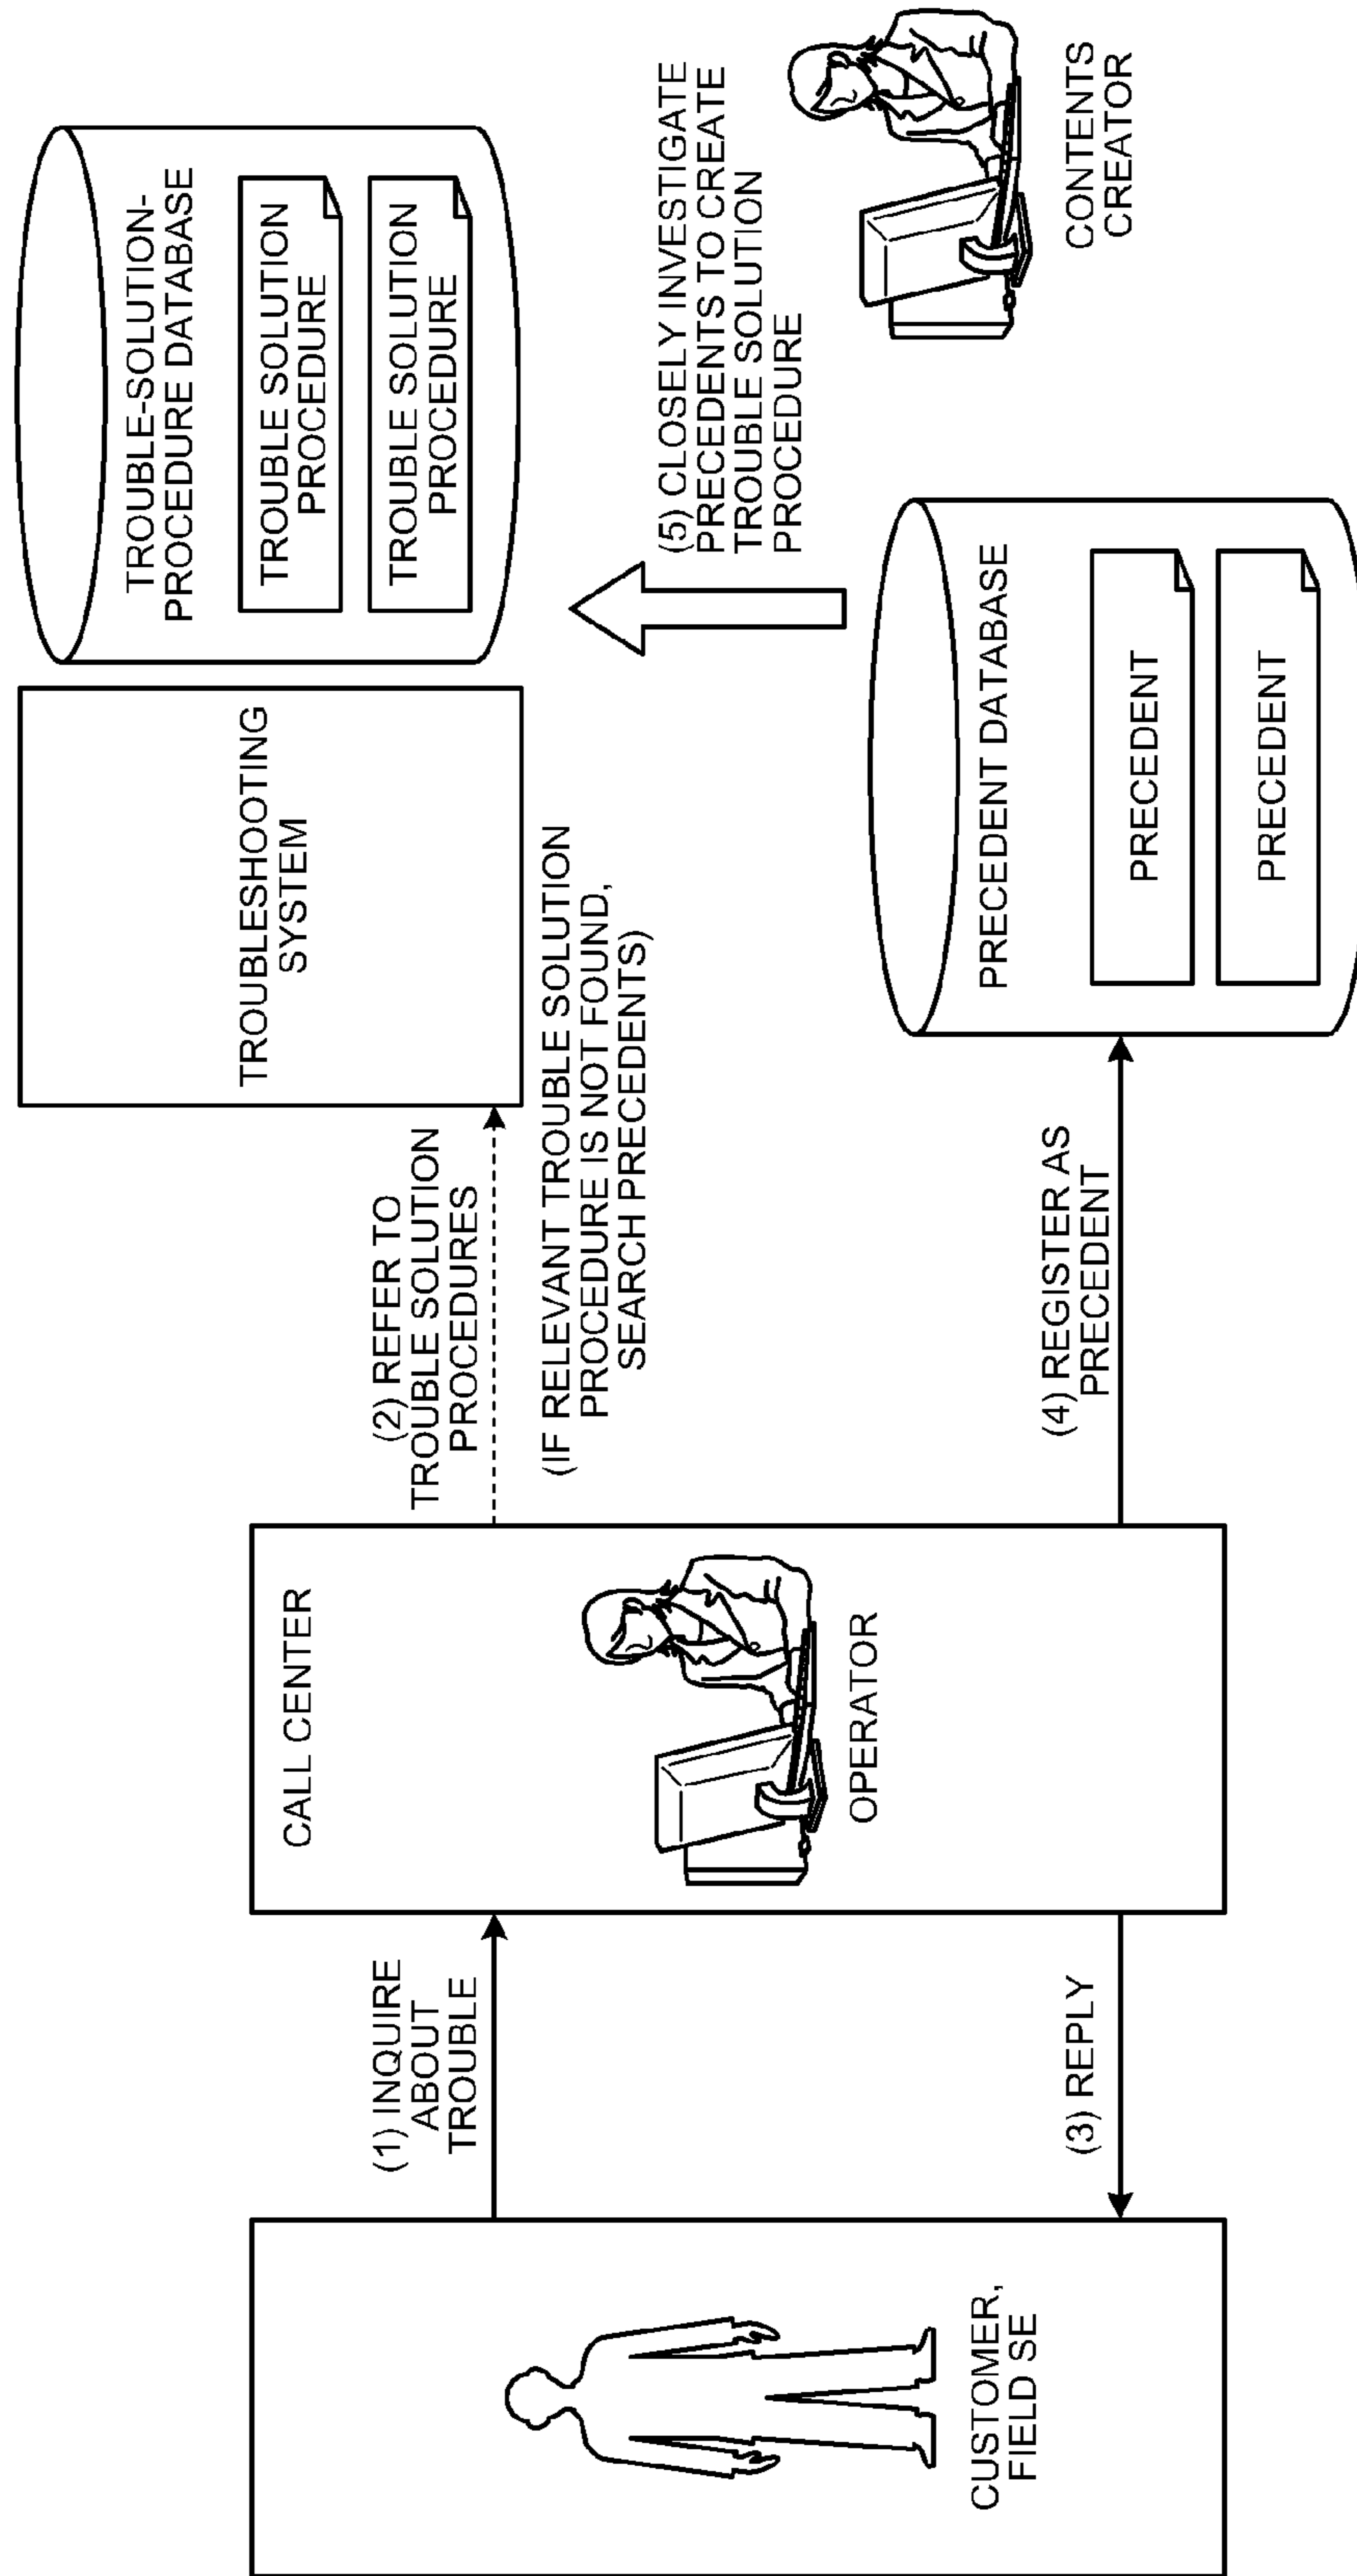 CUSTOMER,
FIELD SE
(1) INQUIRE
ABOUT
TROUBLE
(3) REPLY
CALL CENTER
OPERATOR
(2) REFER TO
TROUBLE SOLUTION
PROCEDURES
(IF RELEVANT TROUBLE SOLUTION
PROCEDURE IS NOT FOUND,
SEARCH PRECEDENTS)
(4) REGISTER AS
PRECEDENT
TROUBLESHOOTING
SYSTEM
TROUBLE-SOLUTION-
PROCEDURE DATABASE
TROUBLE SOLUTION
PROCEDURE
TROUBLE SOLUTION
PROCEDURE
(5) CLOSELY INVESTIGATE
PRECEDENTS TO CREATE
TROUBLE SOLUTION
PROCEDURE
PRECEDENT DATABASE
PRECEDENT
PRECEDENT
CONTENTS
CREATOR